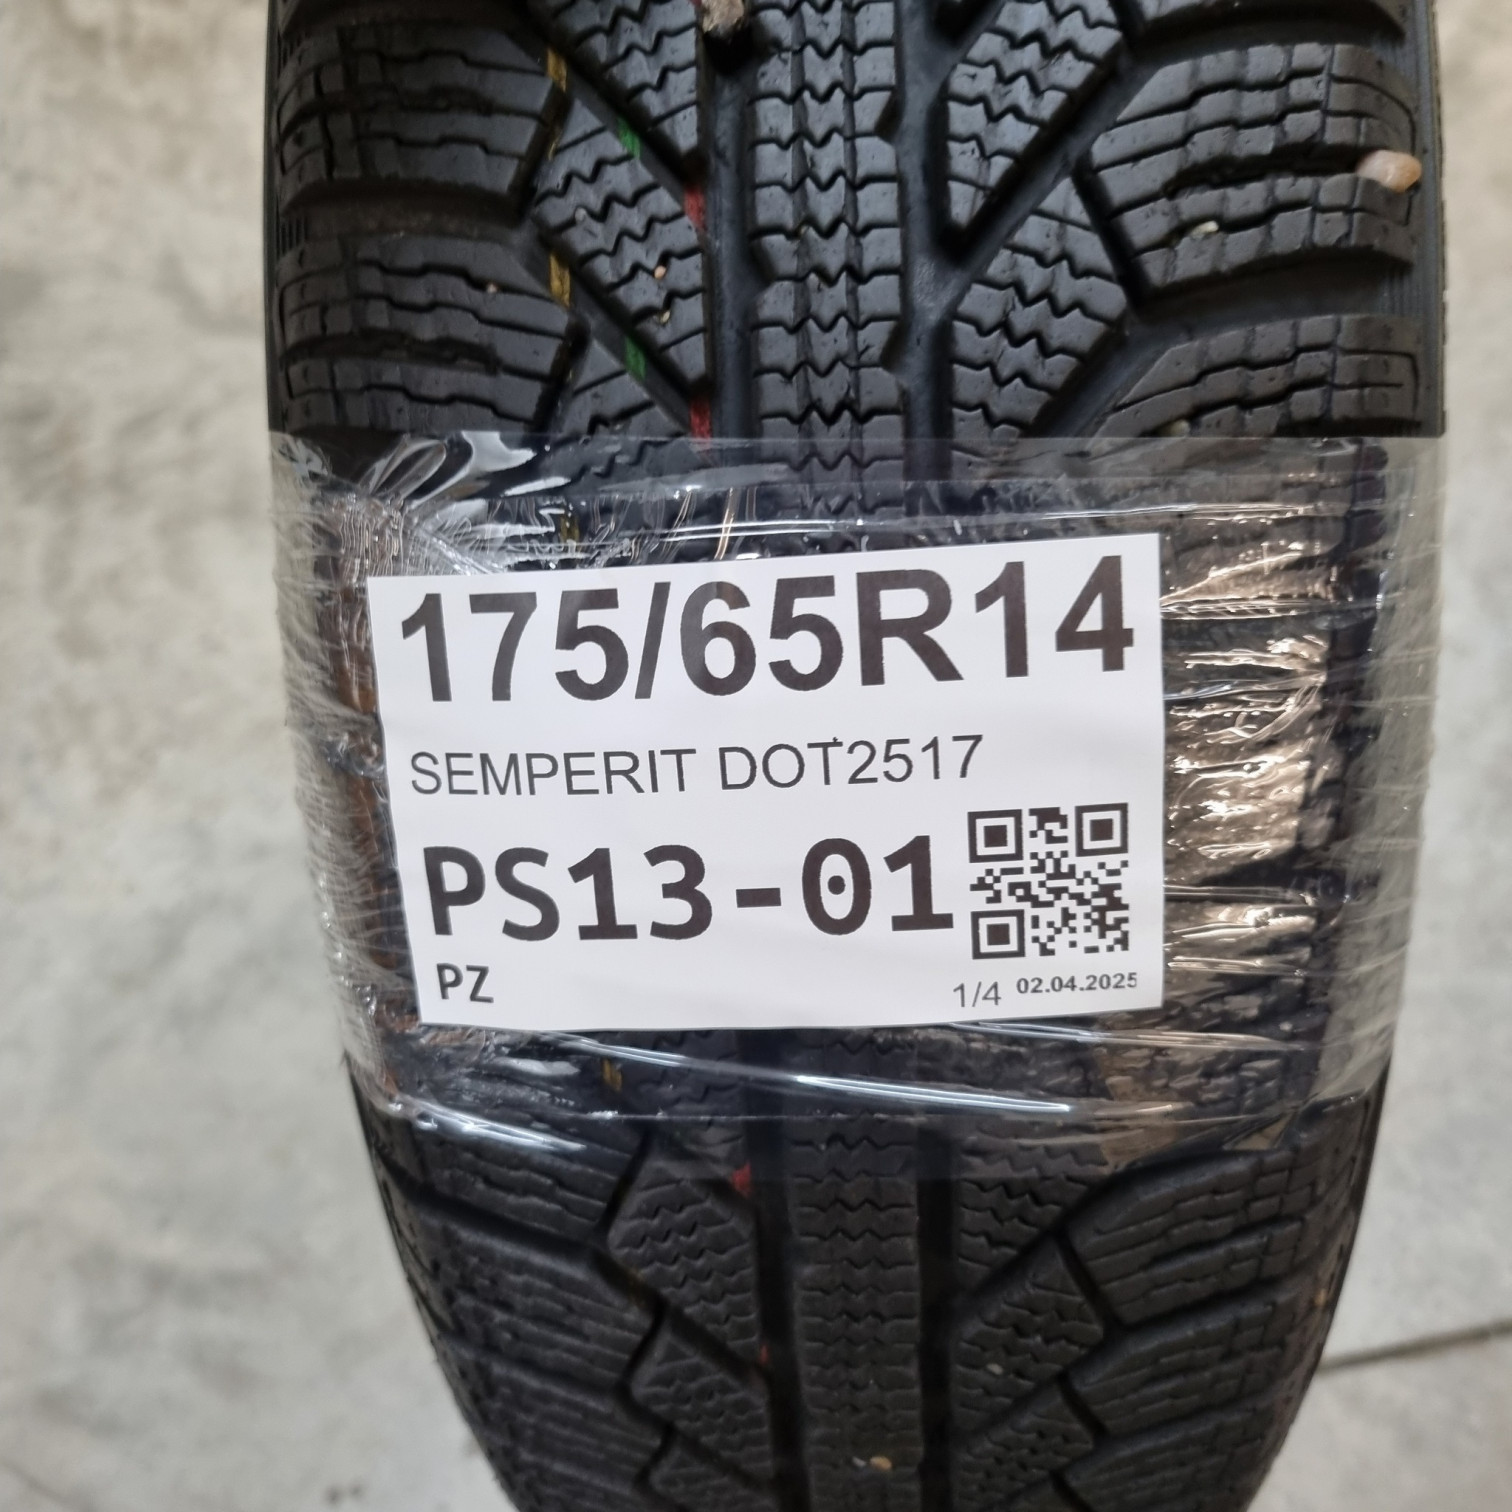 175/65R14
SEMPERIT DOT2517
PS13-01
PZ
1/4 02.04.2025